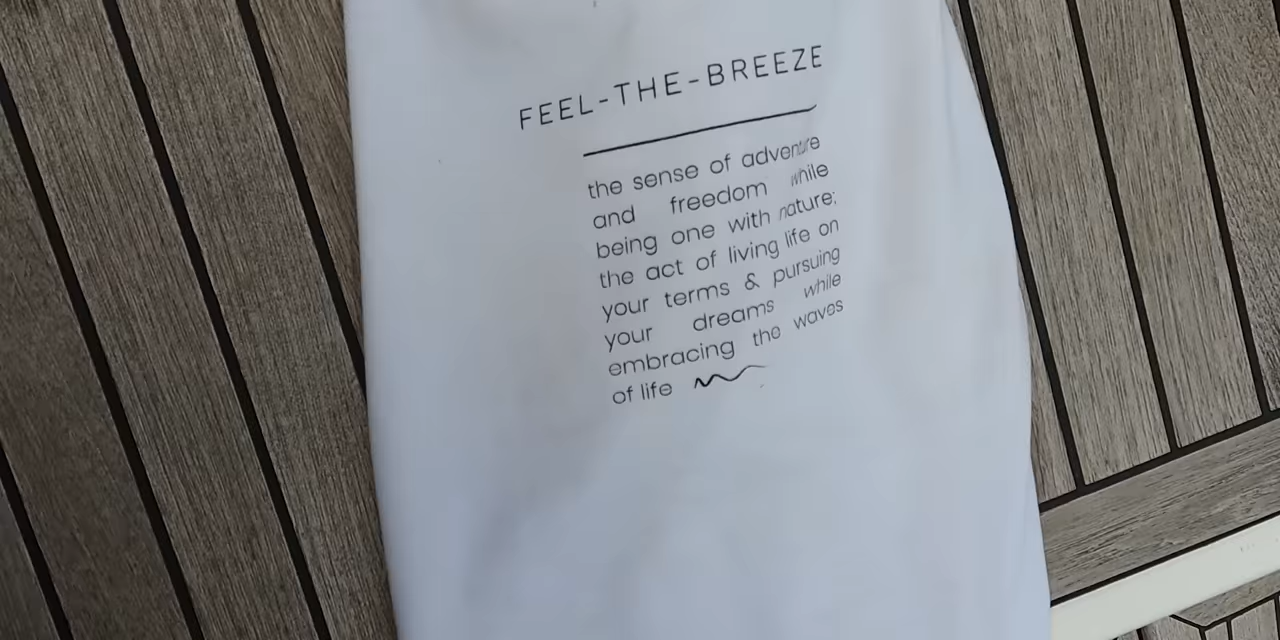 FEEL-THE-BREEZE
the sense of adventure
and freedom while
being one with nature;
the act of living life on
your terms & pursuing
your dreams while
embracing the waves
of life